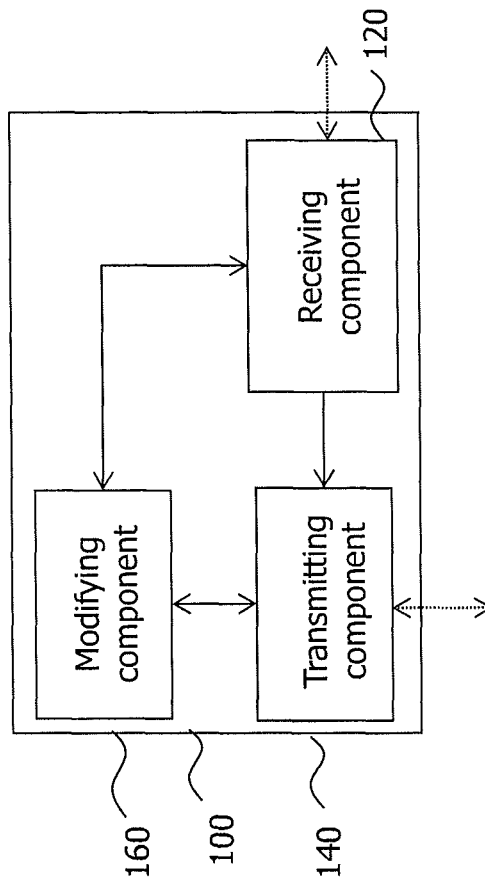 160
Modifying
component
100
140
Transmitting
component
Receiving
component
120